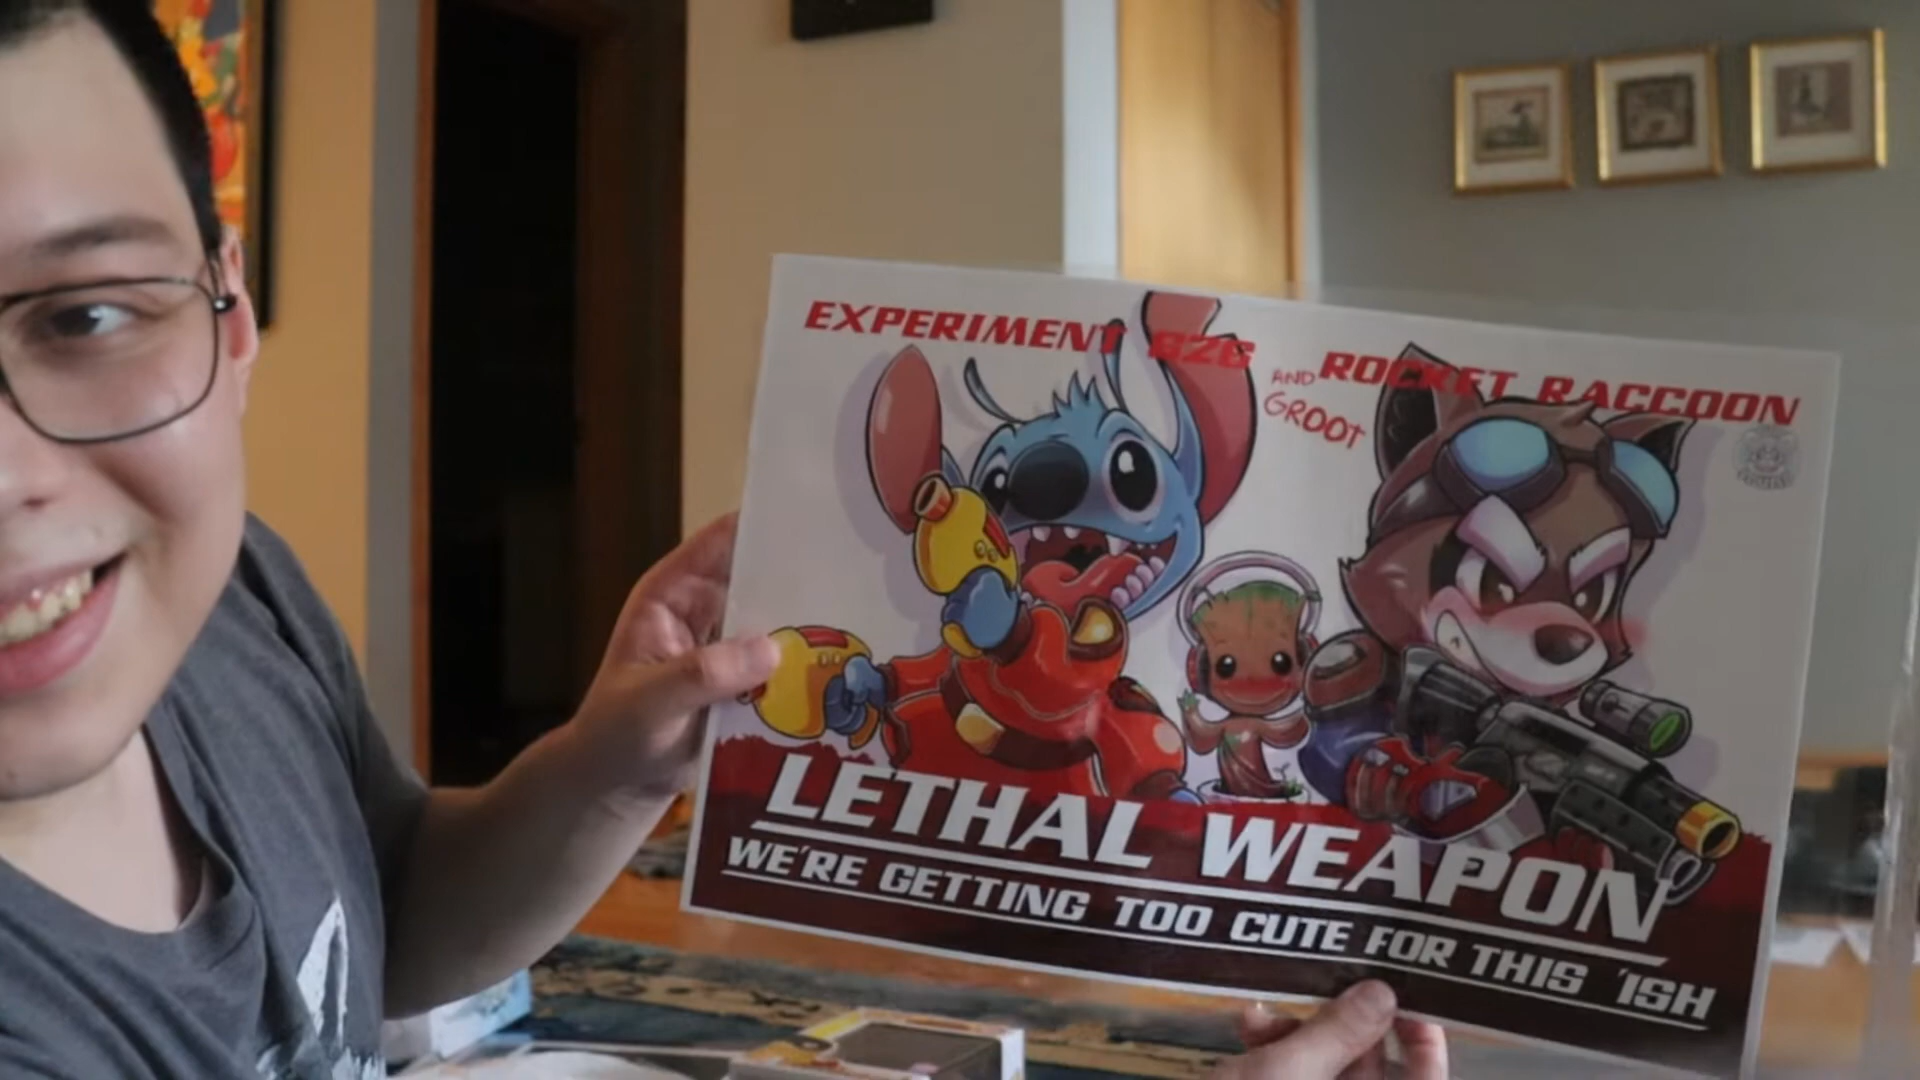 EXPERIMENT 626 AND ROCKET RACCOON
GROOT
LETHAL WEAPON
WE'RE GETTING TOO CUTE FOR THIS 'ISH